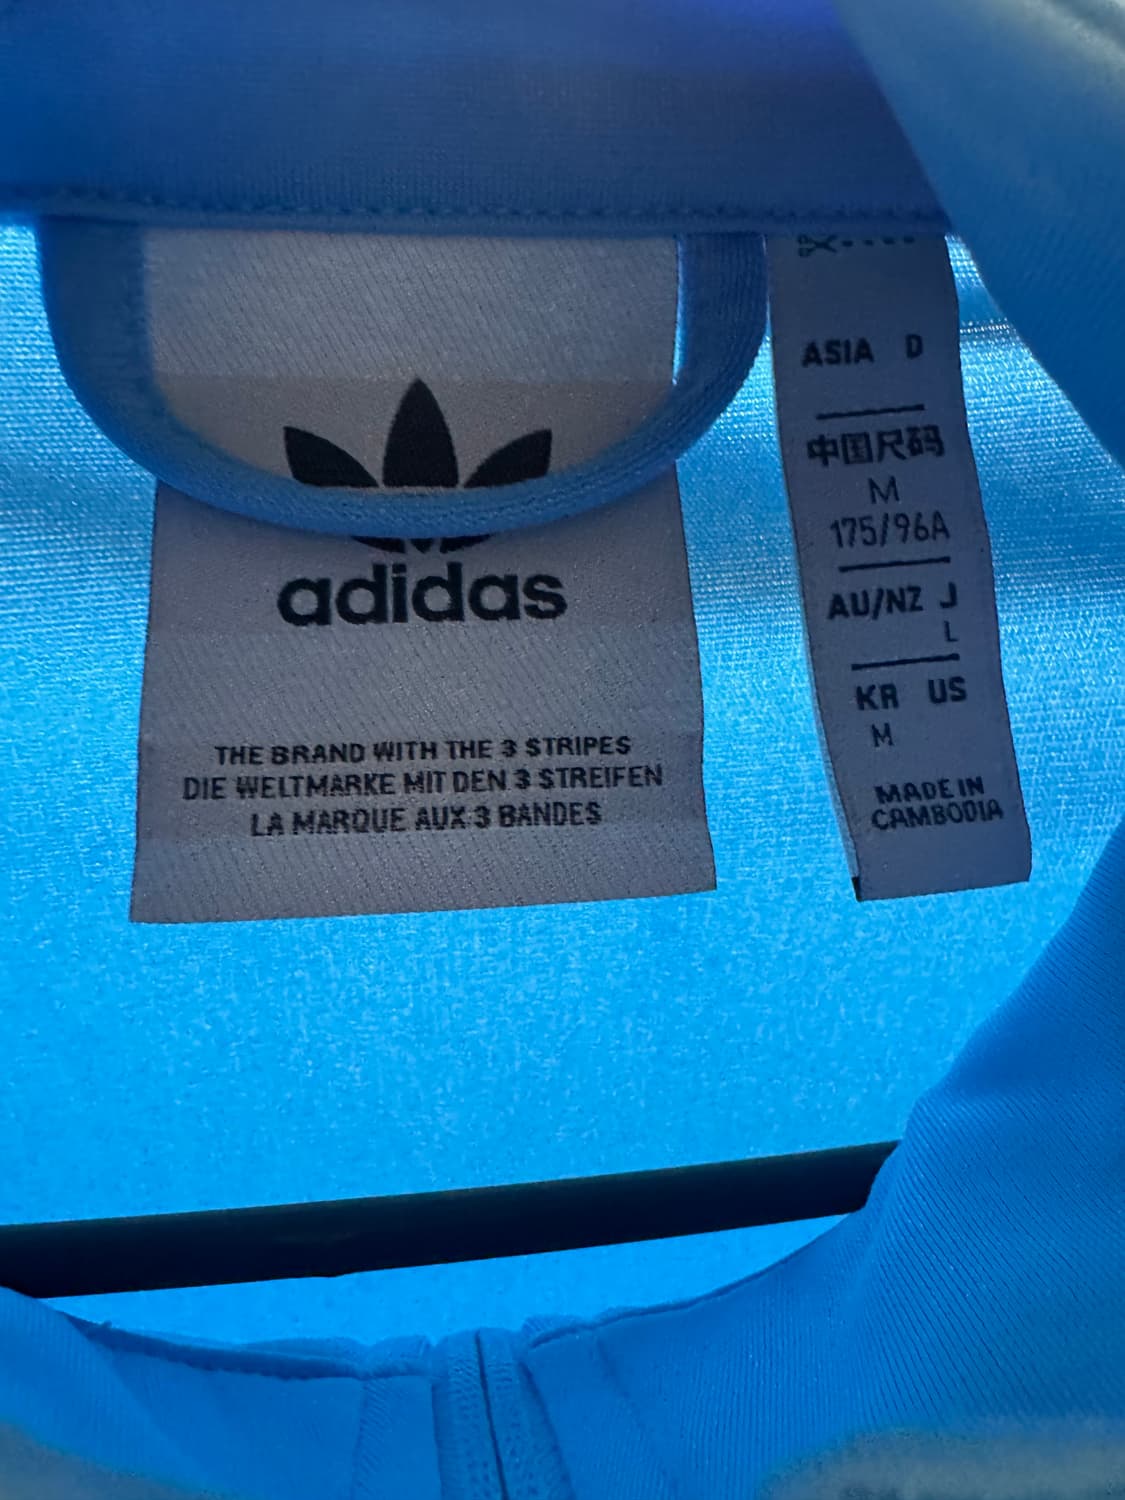 adidas
THE BRAND WITH THE 3 STRIPES
DIE WELTMARKE MIT DEN 3 STREIFEN
LA MARQUE AUX 3 BANDES
ASIA D
中国尺码
M
175/96A
AU/NZ J
L
KR US
M
MADE IN
CAMBODIA